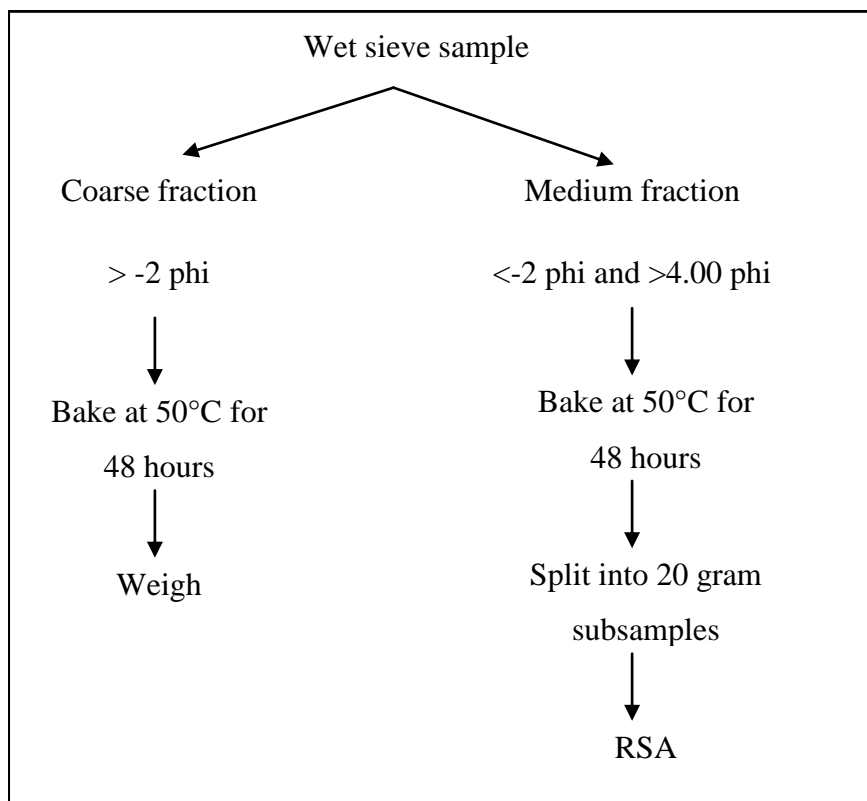 Wet sieve sample
Coarse fraction
> -2 phi
Bake at 50°C for
48 hours
Weigh
Medium fraction
<-2 phi and >4.00 phi
Bake at 50°C for
48 hours
Split into 20 gram
subsamples
RSA